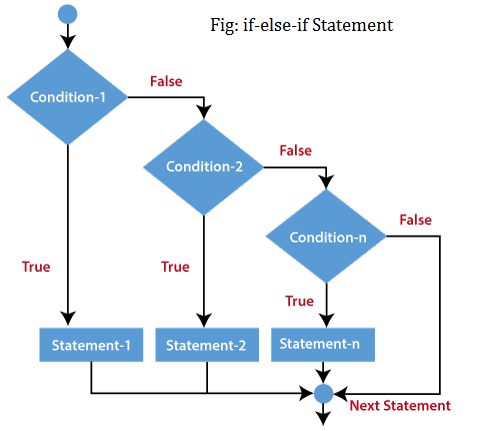 Fig: if-else-if Statement
Condition-1
False
Condition-2
False
Condition-n
False
True
True
True
Statement-1
Statement-2
Statement-n
Next Statement